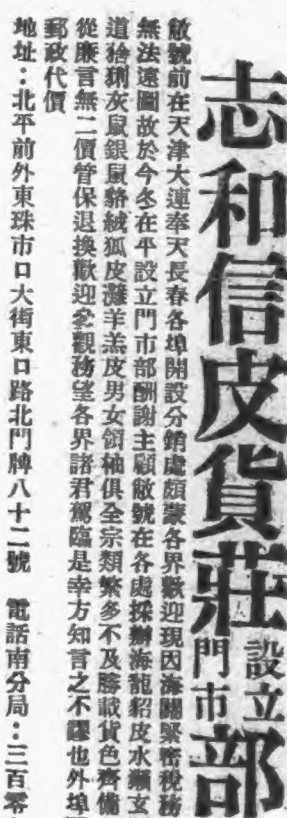 志和信皮貨莊設立門市部
敝號前在天津大連奉天長春各埠開設分銷處頗蒙各界歡迎現因海關緊密稅務
無法遠圖故於今冬在平設立門市部酬謝主顧敝號在各處採辦海龍貂皮水獺玄
道猞猁灰鼠銀鼠駱絨狐皮灘羊羔皮男女領袖俱全宗類繁多不及勝載貨色齊備
從廉言無二價管保退換歡迎參觀務望各界諸君駕臨是幸方知言之不謬也外埠
郵政代價
地址：北平前外東珠市口大街東口路北門牌八十二號 電話南分局：三百零